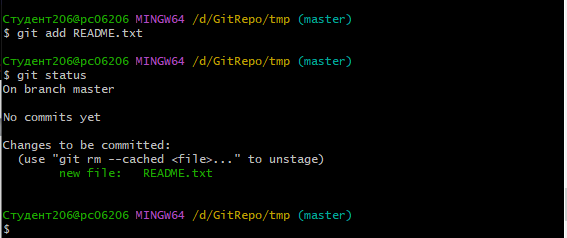 Студент206@pc06206 MINGW64 /d/GitRepo/tmp (master)
$ git add README.txt
Студент206@pc06206 MINGW64 /d/GitRepo/tmp (master)
$ git status
On branch master
No commits yet
Changes to be committed:
(use "git rm --cached <file>..." to unstage)
new file: README.txt
Студент206@pc06206 MINGW64 /d/GitRepo/tmp (master)
$